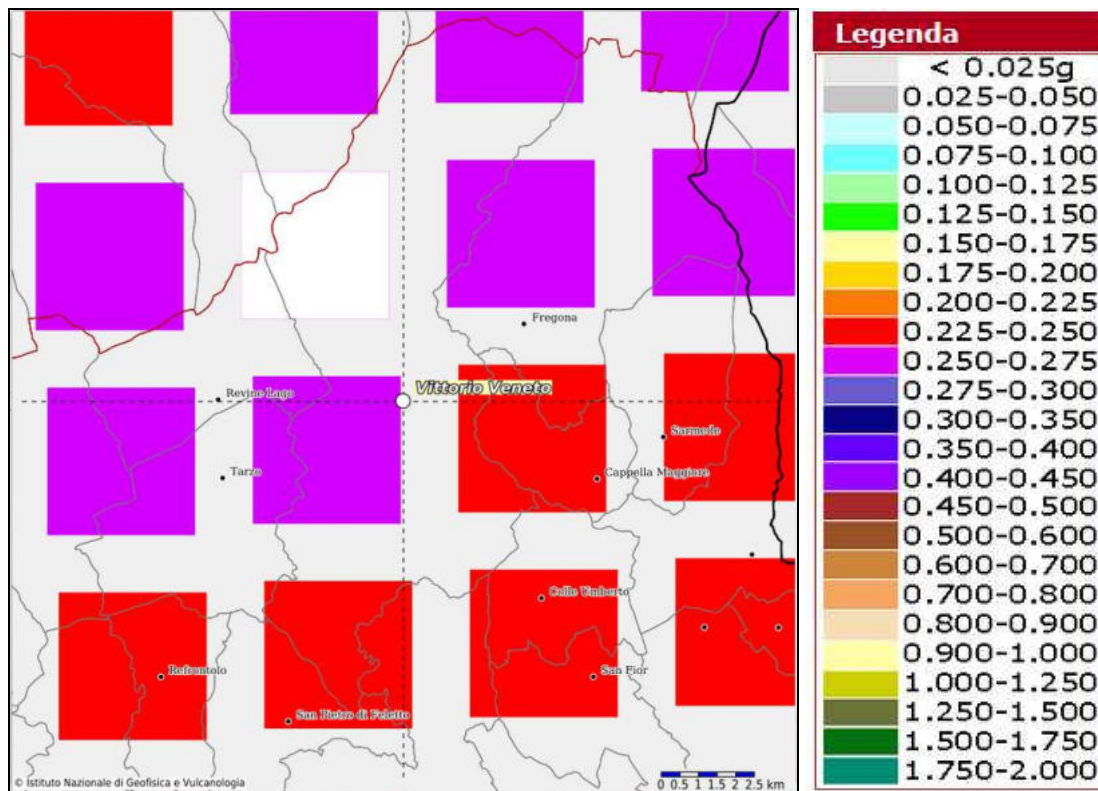 Fregona
Vittorio Veneto
Revine Lago
Sarmede
Tarzo
Cappella Maggiore
Colle Umberto
Refrontolo
San Fior
San Pietro di Feletto
© Istituto Nazionale di Geofisica e Vulcanologia
0 0.5 1 1.5 2 2.5 km
Legenda
< 0.025g
0.025-0.050
0.050-0.075
0.075-0.100
0.100-0.125
0.125-0.150
0.150-0.175
0.175-0.200
0.200-0.225
0.225-0.250
0.250-0.275
0.275-0.300
0.300-0.350
0.350-0.400
0.400-0.450
0.450-0.500
0.500-0.600
0.600-0.700
0.700-0.800
0.800-0.900
0.900-1.000
1.000-1.250
1.250-1.500
1.500-1.750
1.750-2.000